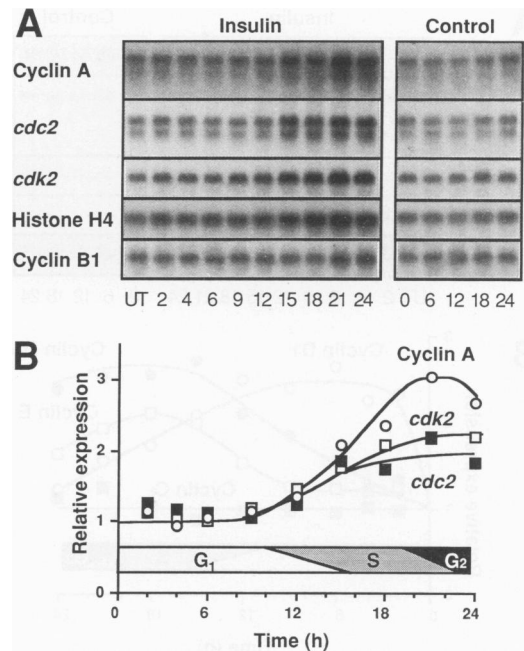 A
Insulin Control
Cyclin A
cdc2
cdk2
Histone H4
Cyclin B1
UT 2 4 6 9 12 15 18 21 24 0 6 12 18 24
B
Cyclin A
cdk2
cdc2
Relative expression
3
2
1
0
G₁ S G₂
0 6 12 18 24
Time (h)